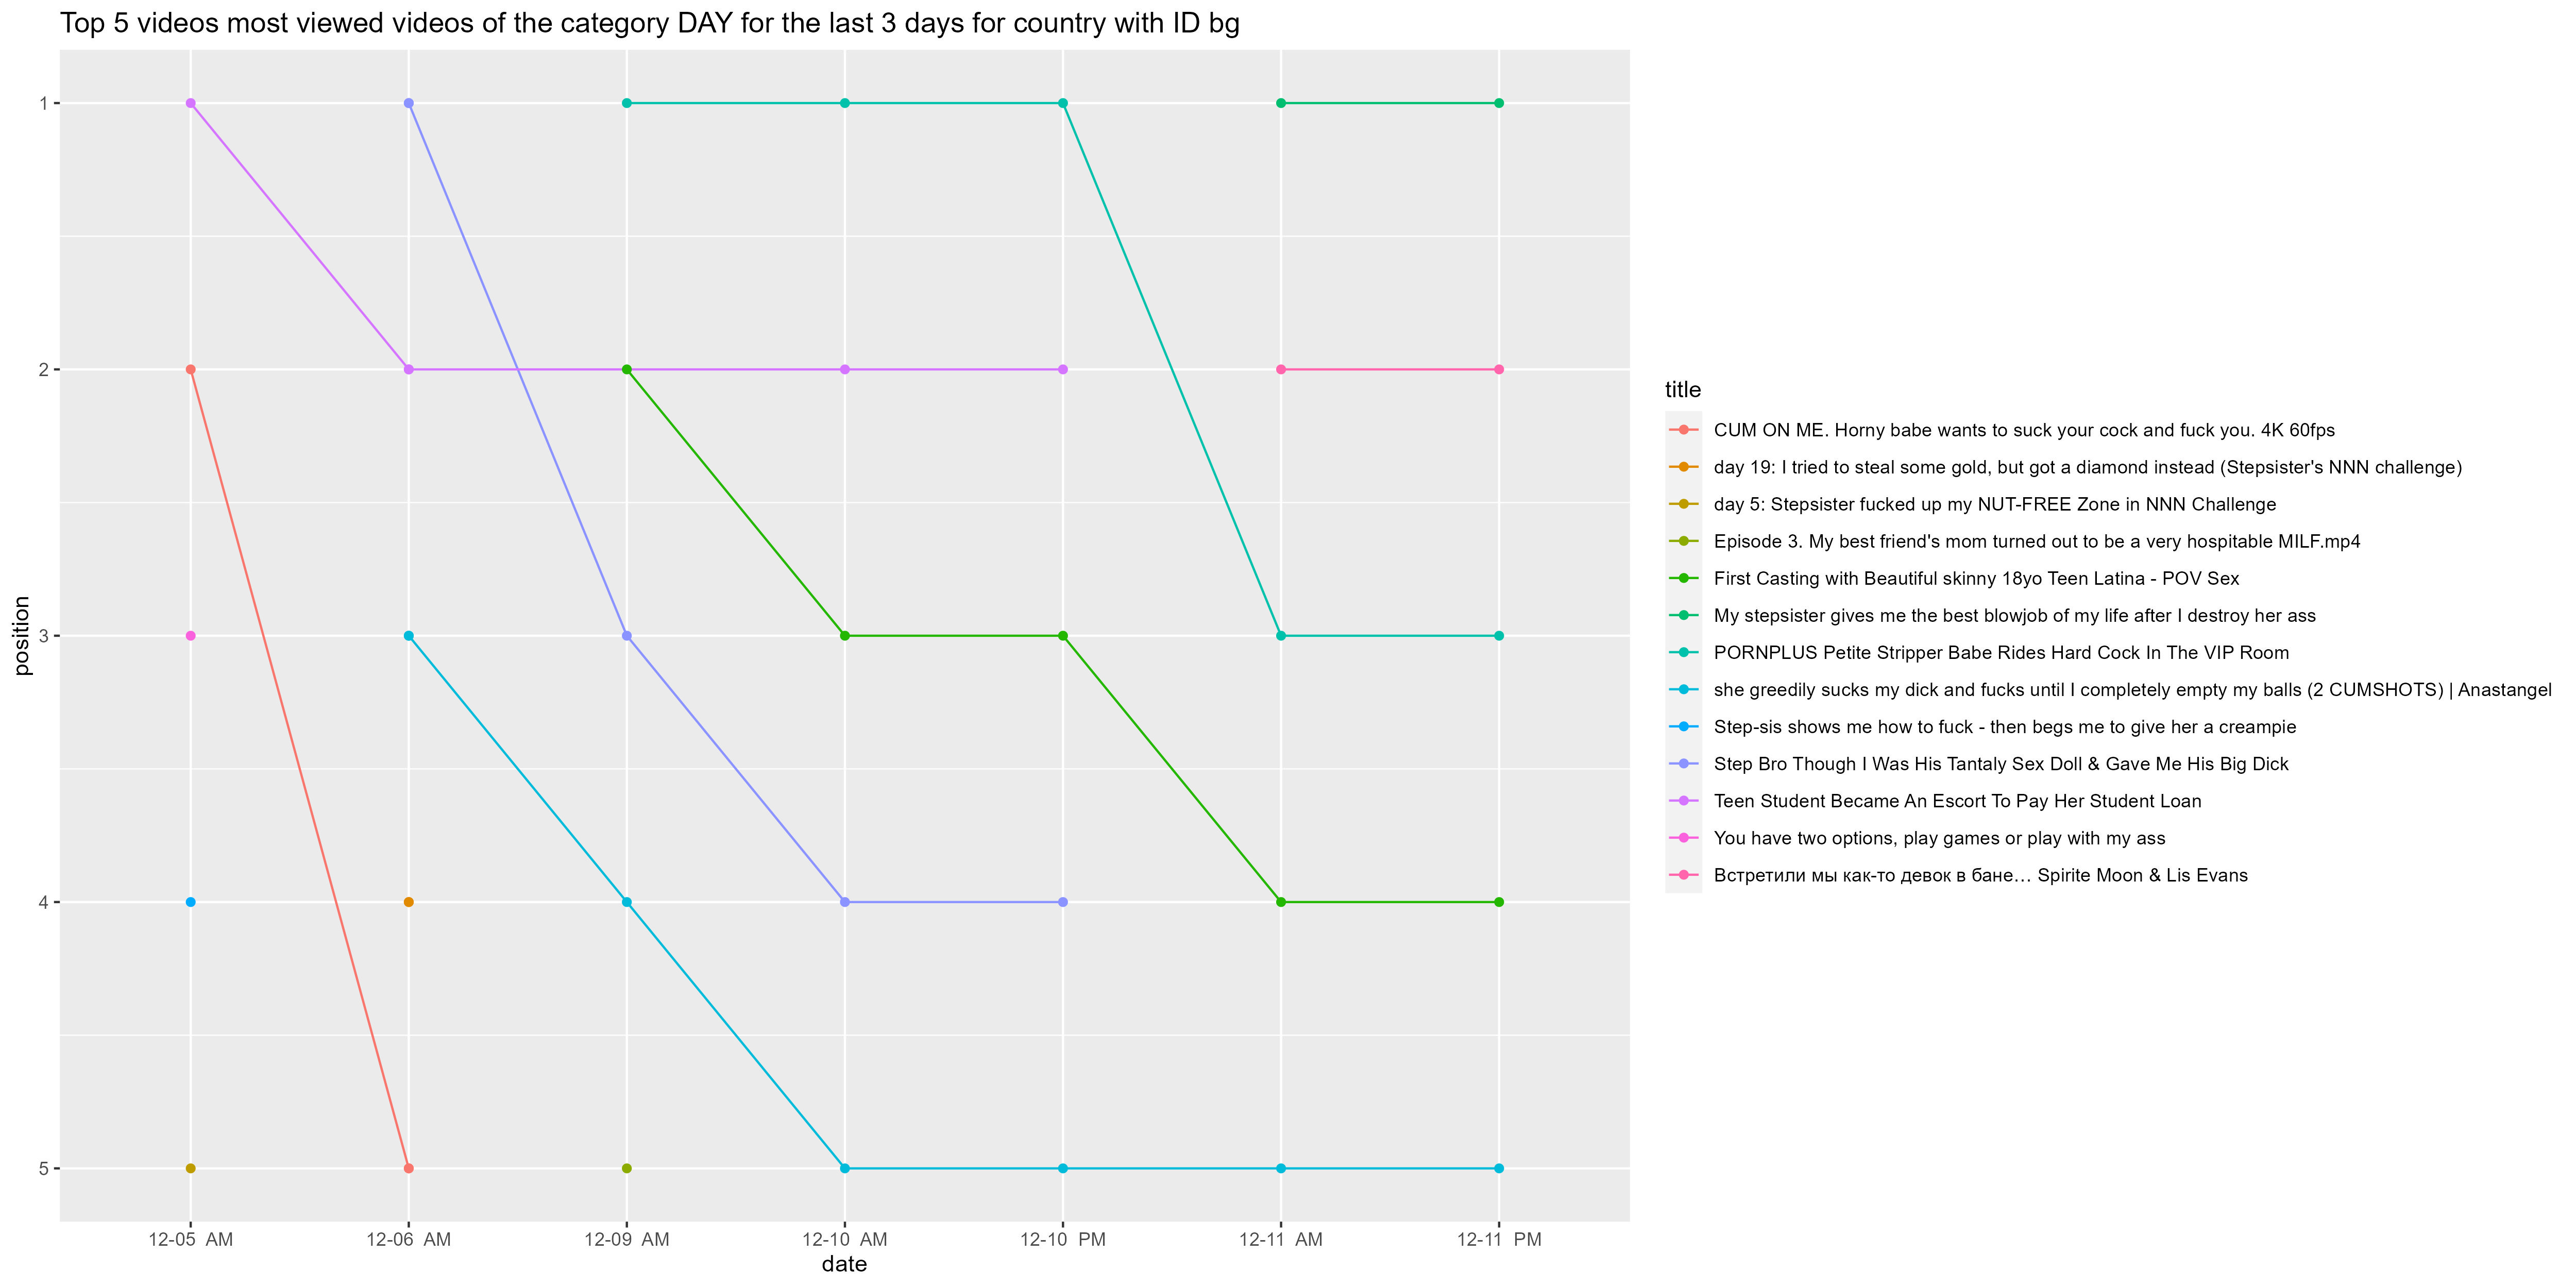 Top 5 videos most viewed videos of the category DAY for the last 3 days for country with ID bg
position
1
2
3
4
5
12-05 AM
12-06 AM
12-09 AM
12-10 AM
12-10 PM
12-11 AM
12-11 PM
date
title
CUM ON ME. Horny babe wants to suck your cock and fuck you. 4K 60fps
day 19: I tried to steal some gold, but got a diamond instead (Stepsister's NNN challenge)
day 5: Stepsister fucked up my NUT-FREE Zone in NNN Challenge
Episode 3. My best friend's mom turned out to be a very hospitable MILF.mp4
First Casting with Beautiful skinny 18yo Teen Latina - POV Sex
My stepsister gives me the best blowjob of my life after I destroy her ass
PORNPLUS Petite Stripper Babe Rides Hard Cock In The VIP Room
she greedily sucks my dick and fucks until I completely empty my balls (2 CUMSHOTS) | Anastangel
Step-sis shows me how to fuck - then begs me to give her a creampie
Step Bro Though I Was His Tantaly Sex Doll & Gave Me His Big Dick
Teen Student Became An Escort To Pay Her Student Loan
You have two options, play games or play with my ass
Встретили мы как-то девок в бане… Spirite Moon & Lis Evans